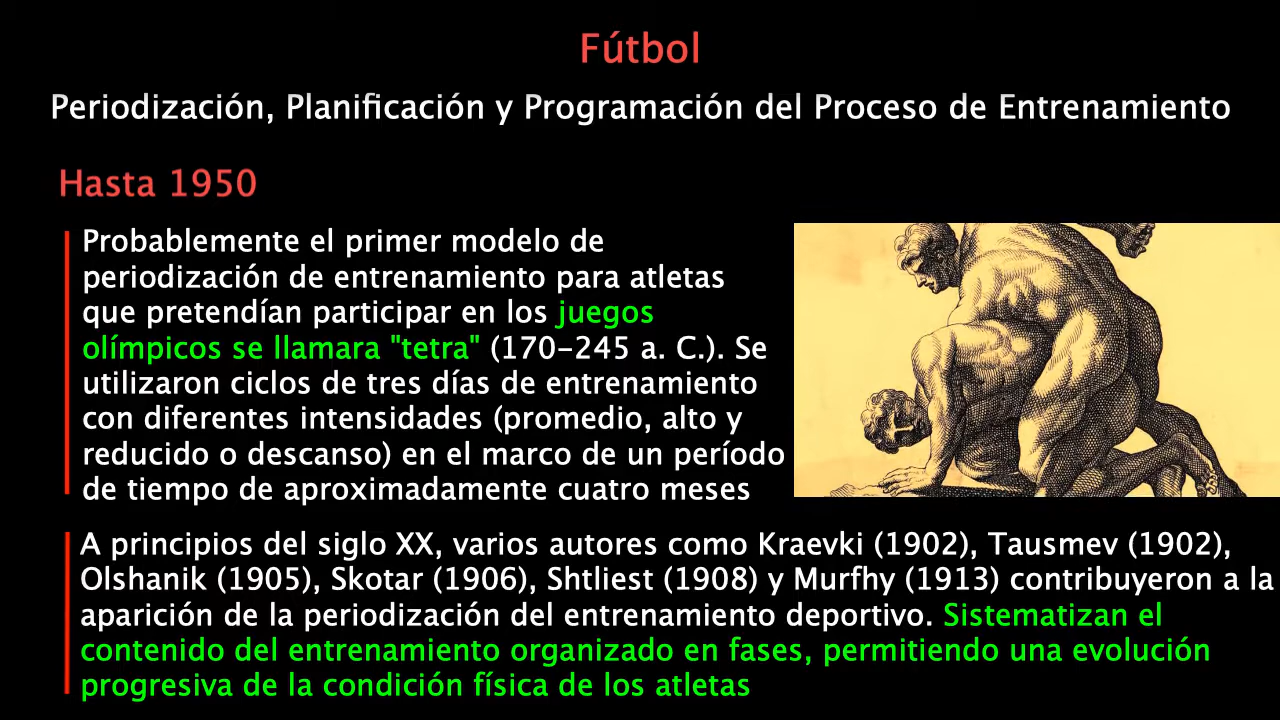 Fútbol
Periodización, Planificación y Programación del Proceso de Entrenamiento
Hasta 1950
Probablemente el primer modelo de
periodización de entrenamiento para atletas
que pretendían participar en los juegos
olímpicos se llamara "tetra" (170-245 a. C.). Se
utilizaron ciclos de tres días de entrenamiento
con diferentes intensidades (promedio, alto y
reducido o descanso) en el marco de un período
de tiempo de aproximadamente cuatro meses
A principios del siglo XX, varios autores como Kraevki (1902), Tausmev (1902),
Olshanik (1905), Skotar (1906), Shtliest (1908) y Murfhy (1913) contribuyeron a la
aparición de la periodización del entrenamiento deportivo. Sistematizan el
contenido del entrenamiento organizado en fases, permitiendo una evolución
progresiva de la condición física de los atletas